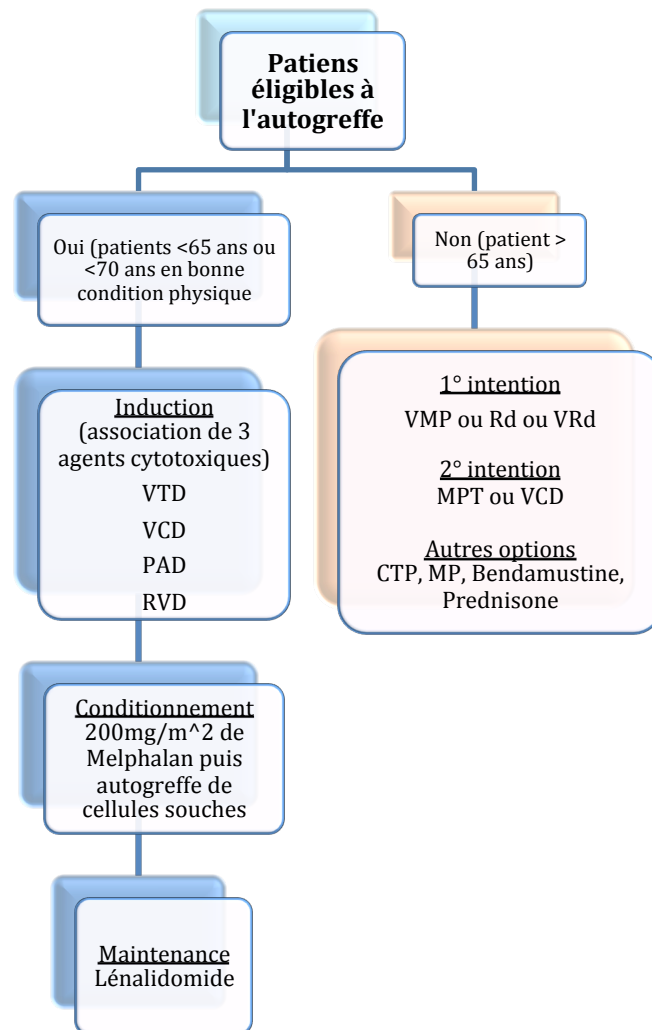 Patiens
éligibles à
l'autogreffe
Oui (patients <65 ans ou
<70 ans en bonne
condition physique
Non (patient >
65 ans)
Induction
(association de 3
agents cytotoxiques)
VTD
VCD
PAD
RVD
1° intention
VMP ou Rd ou VRd
2° intention
MPT ou VCD
Autres options
CTP, MP, Bendamustine,
Prednisone
Conditionnement
200mg/m^2 de
Melphalan puis
autogreffe de
cellules souches
Maintenance
Lénalidomide